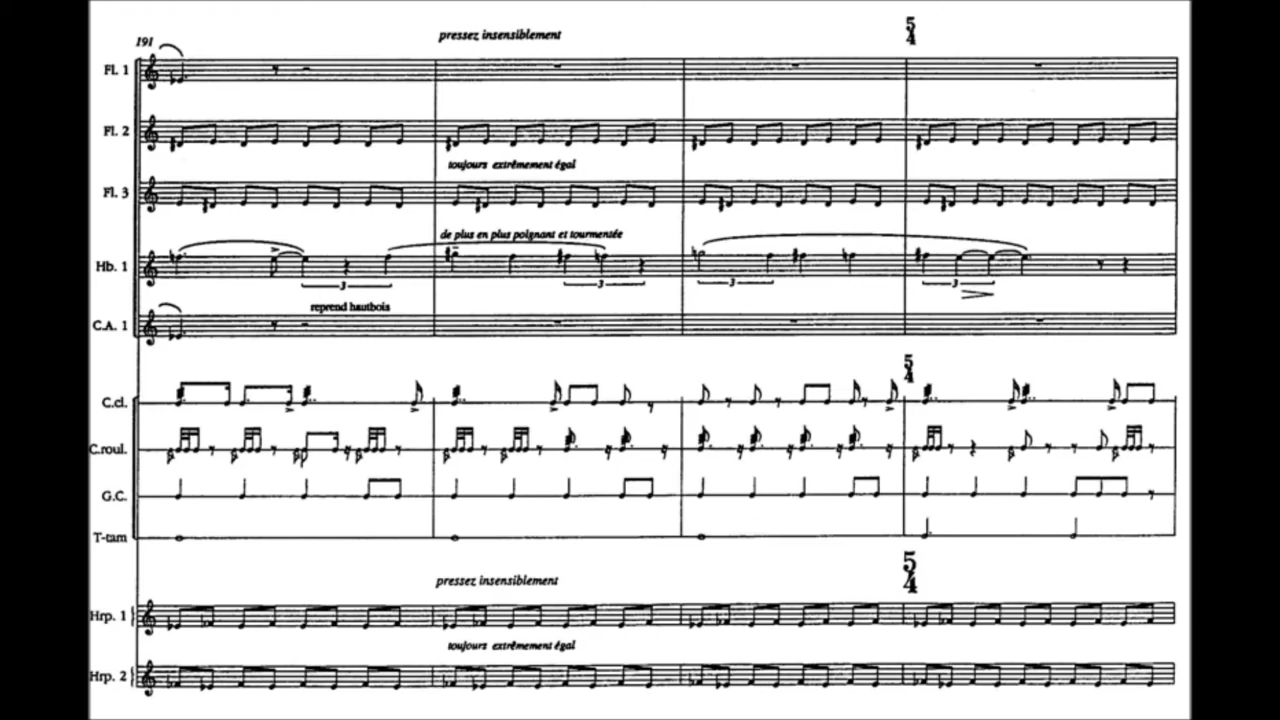 191
pressez insensiblement
5
4
Fl. 1
Fl. 2
toujours extrêmement égal
Fl. 3
de plus en plus poignant et tourmentée
Hb. 1
3
3
3
3
reprend hautbois
C.A. 1
5
4
C.cl.
C.roul.
G.C.
T-tam
pressez insensiblement
5
4
Hrp. 1
toujours extrêmement égal
Hrp. 2